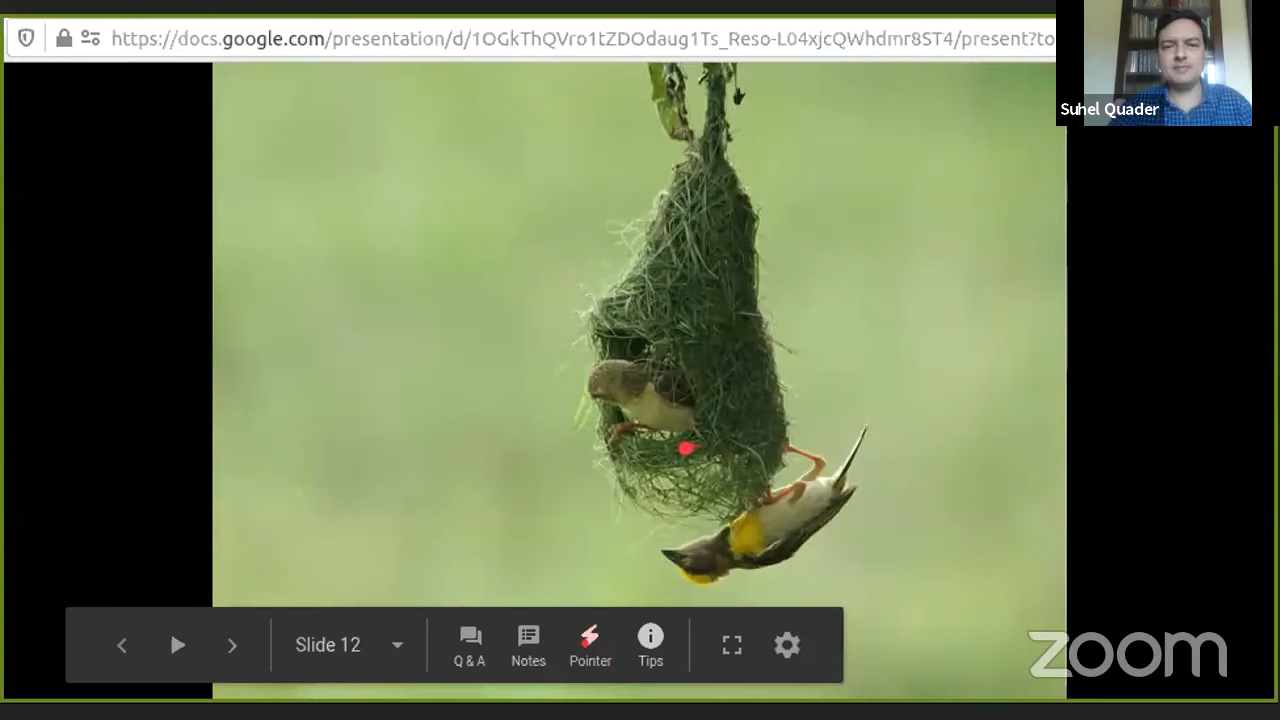 https://docs.google.com/presentation/d/1OGkThQVro1tZDOdaug1Ts_Reso-L04xjcQWhdmr8ST4/present?to
Suhel Quader
Slide 12
Q & A
Notes
Pointer
Tips
zoom